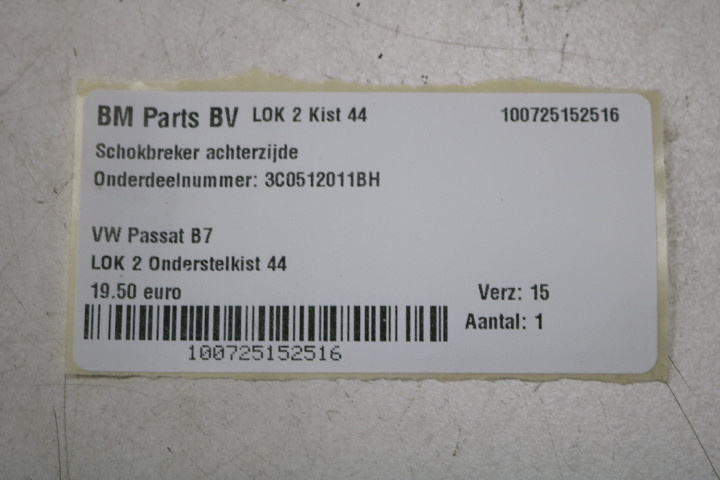 BM Parts BV LOK 2 Kist 44 100725152516
Schokbreker achterzijde
Onderdeelnummer: 3C0512011BH
VW Passat B7
LOK 2 Onderstelkist 44
19.50 euro Verz: 15
Aantal: 1
100725152516